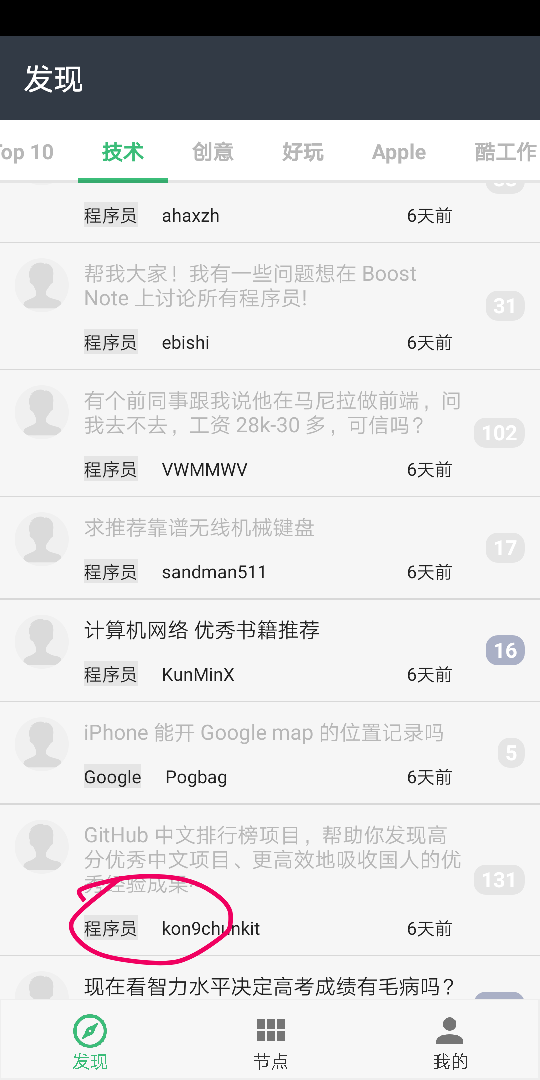 发现
op 10 技术 创意 好玩 Apple 酷工作
程序员 ahaxzh 6天前
帮我大家！我有一些问题想在 Boost
Note 上讨论所有程序员!
31
程序员 ebishi 6天前
有个前同事跟我说他在马尼拉做前端，问
我去不去，工资 28k-30 多，可信吗？
102
程序员 VWMMWV 6天前
求推荐靠谱无线机械键盘
17
程序员 sandman511 6天前
计算机网络 优秀书籍推荐
16
程序员 KunMinX 6天前
iPhone 能开 Google map 的位置记录吗
5
Google Pogbag 6天前
GitHub 中文排行榜项目，帮助你发现高
分优秀中文项目、更高效地吸收国人的优
秀经验成果
131
程序员 kon9chunkit 6天前
现在看智力水平决定高考成绩有毛病吗？
发现 节点 我的